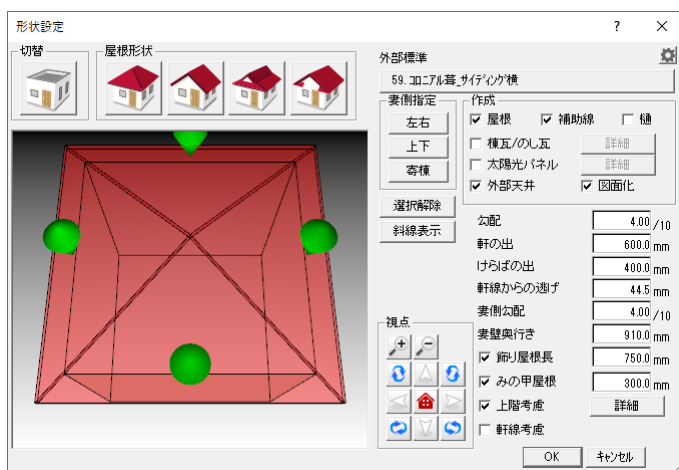 形状設定
? ×
切替
屋根形状
外部標準
59. コロニアル葺_サイディング横
妻側指定
左右
上下
寄棟
選択解除
斜線表示
作成
屋根 補助線 樋
棟瓦/のし瓦 詳細
太陽光パネル 詳細
外部天井 図面化
勾配 4.00 /10
軒の出 600.0 mm
けらばの出 400.0 mm
軒線からの逃げ 44.5 mm
妻側勾配 4.00 /10
妻壁奥行き 910.0 mm
飾り屋根長 750.0 mm
みの甲屋根 300.0 mm
上階考慮 詳細
軒線考慮
視点
OK キャンセル